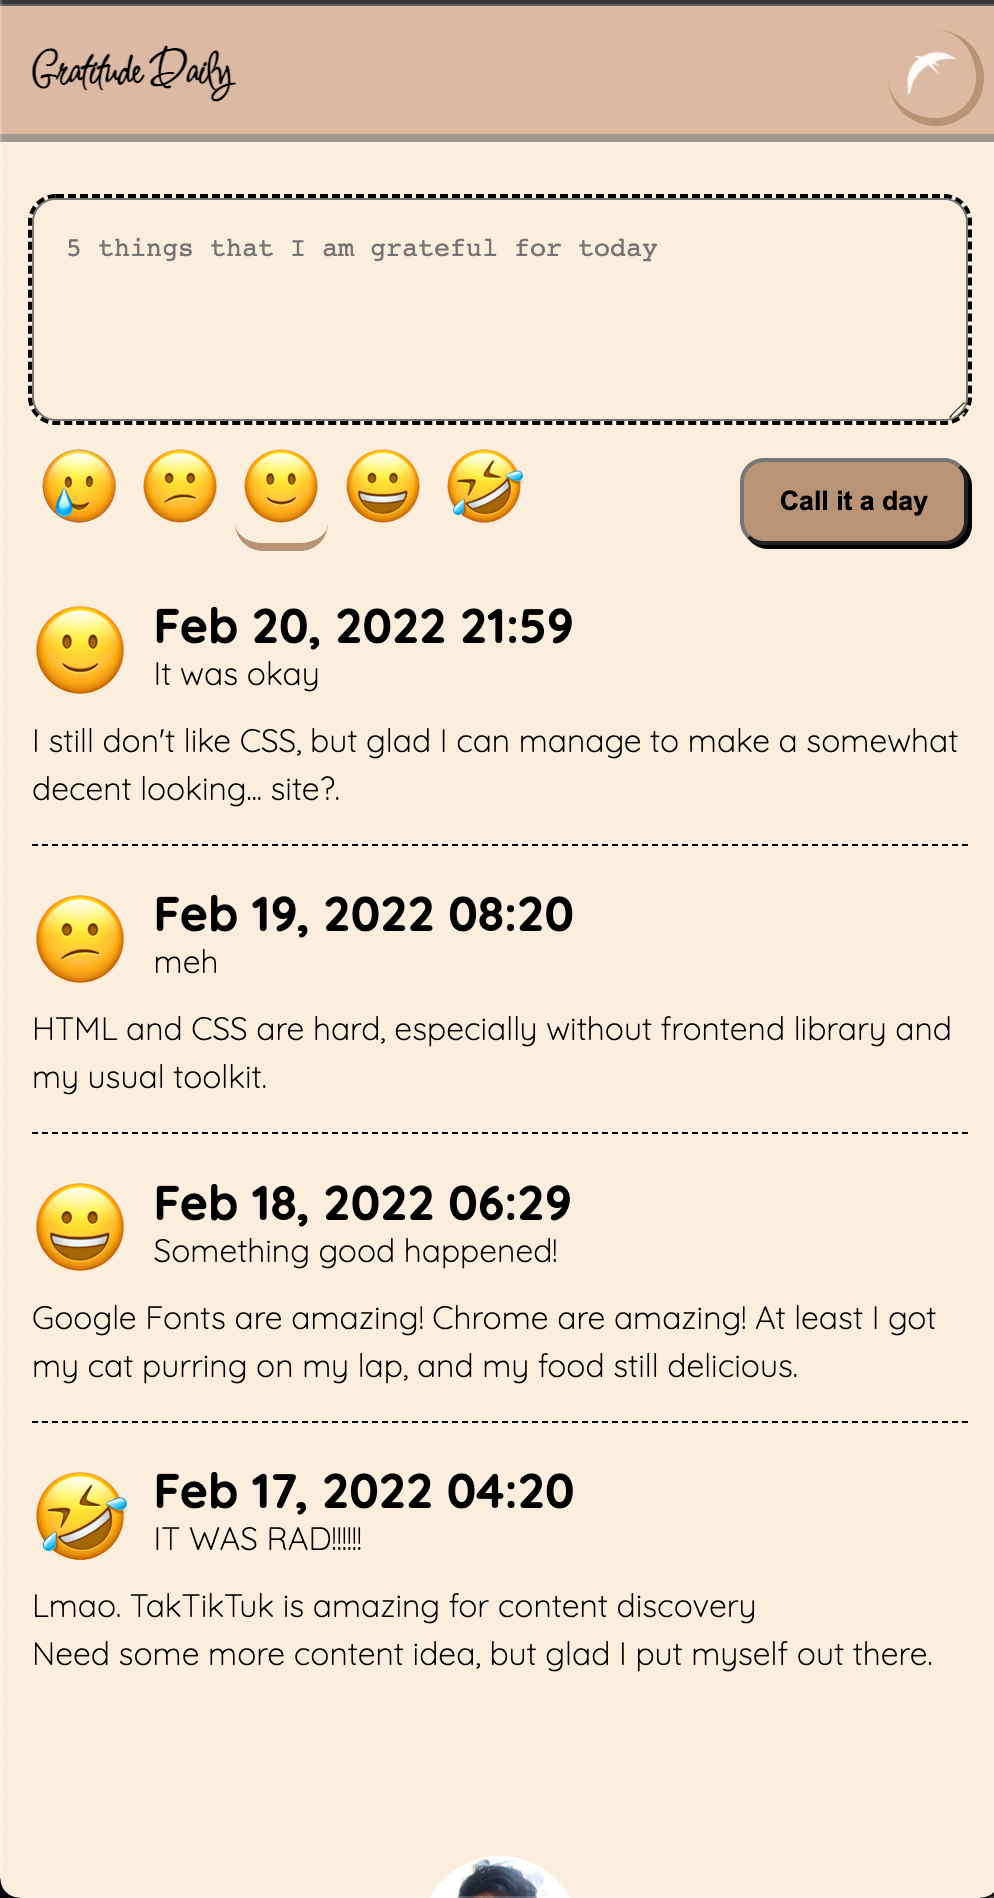 Gratitude Daily
5 things that I am grateful for today
Call it a day
Feb 20, 2022 21:59
It was okay
I still don't like CSS, but glad I can manage to make a somewhat
decent looking... site?.
Feb 19, 2022 08:20
meh
HTML and CSS are hard, especially without frontend library and
my usual toolkit.
Feb 18, 2022 06:29
Something good happened!
Google Fonts are amazing! Chrome are amazing! At least I got
my cat purring on my lap, and my food still delicious.
Feb 17, 2022 04:20
IT WAS RAD!!!!!!
Lmao. TakTikTuk is amazing for content discovery
Need some more content idea, but glad I put myself out there.